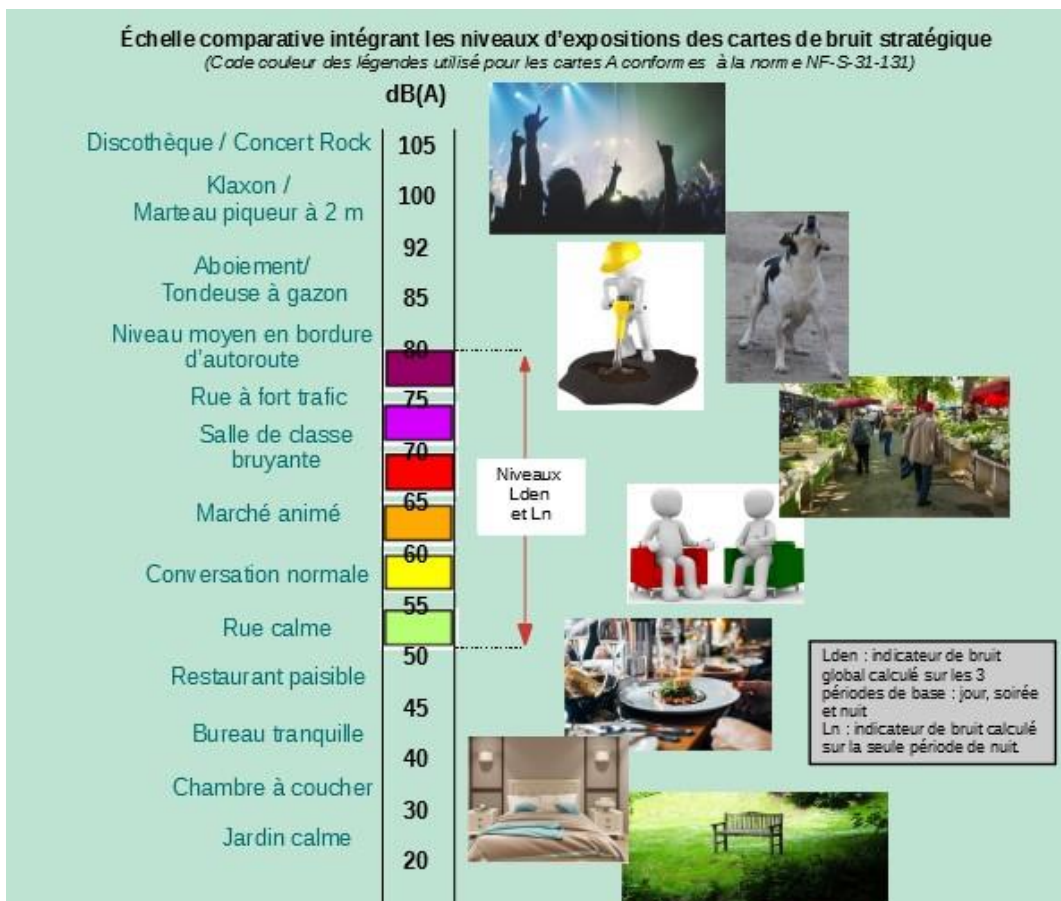 Échelle comparative intégrant les niveaux d'expositions des cartes de bruit stratégique
(Code couleur des légendes utilisé pour les cartes A conformes à la norme NF-S-31-131)
dB(A)
Discothèque / Concert Rock 105
Klaxon /
Marteau piqueur à 2 m 100
92
Aboiement/
Tondeuse à gazon 85
Niveau moyen en bordure
d'autoroute 80
Rue à fort trafic 75
Salle de classe
bruyante 70
65
Marché animé
60
Conversation normale
55
Rue calme
50
Restaurant paisible
45
Bureau tranquille
40
Chambre à coucher
30
Jardin calme
20
Niveaux
Lden
et Ln
Lden : indicateur de bruit
global calculé sur les 3
périodes de base : jour, soirée
et nuit
Ln : indicateur de bruit calculé
sur la seule période de nuit.